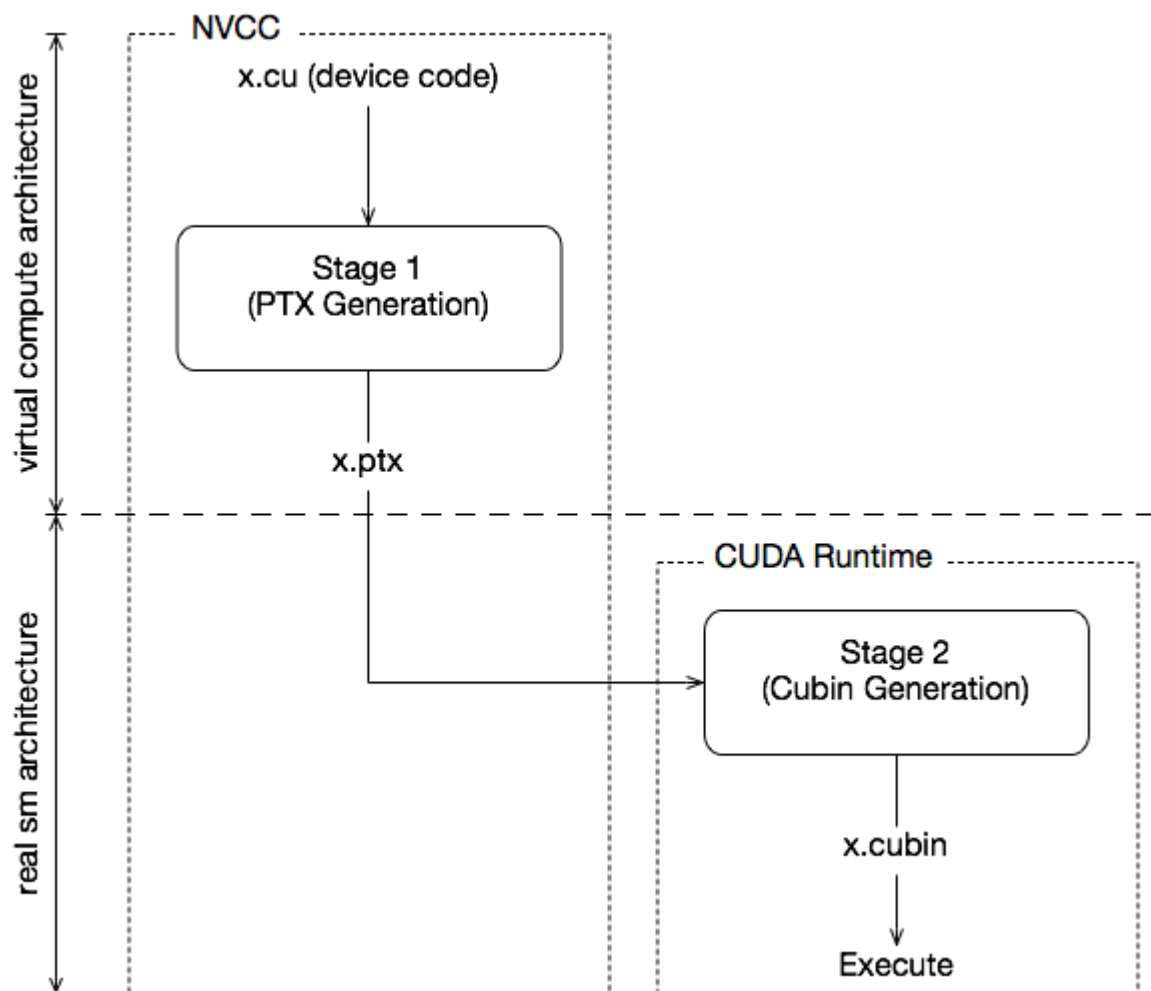 NVCC
x.cu (device code)
virtual compute architecture
Stage 1
(PTX Generation)
x.ptx
CUDA Runtime
real sm architecture
Stage 2
(Cubin Generation)
x.cubin
Execute